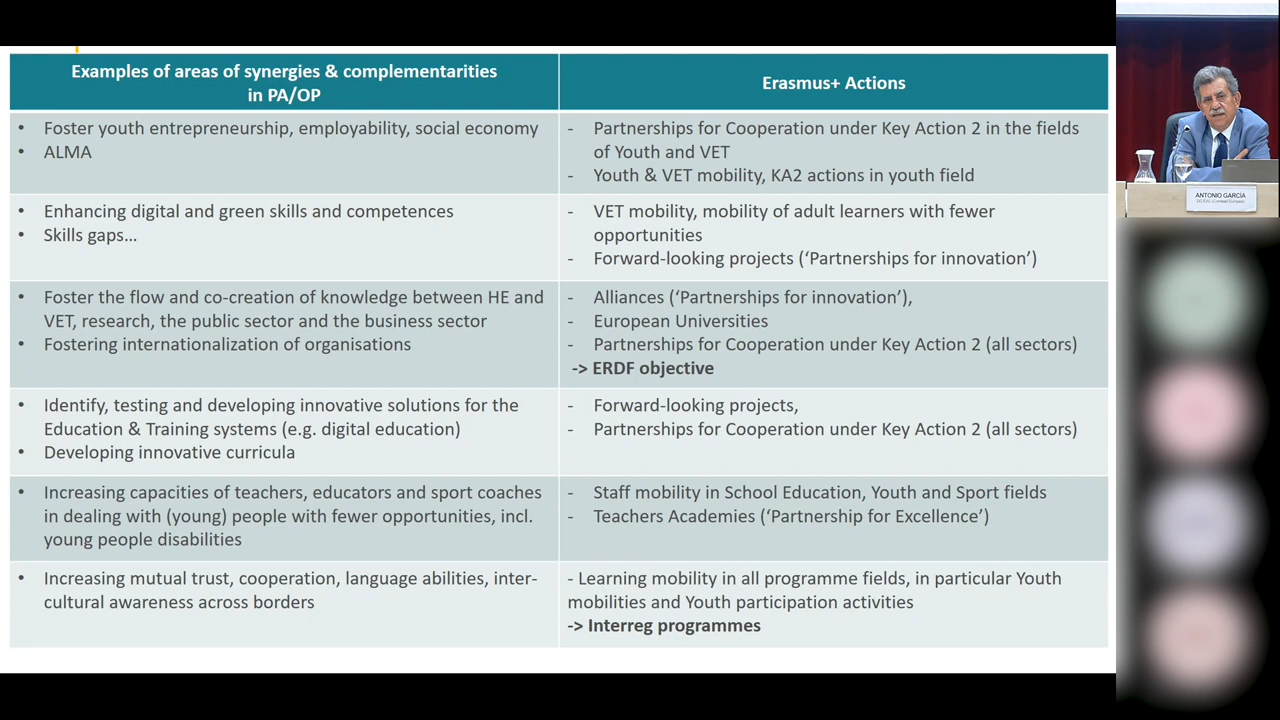 Examples of areas of synergies & complementarities
in PA/OP
Erasmus+ Actions
• Foster youth entrepreneurship, employability, social economy
• ALMA
- Partnerships for Cooperation under Key Action 2 in the fields
of Youth and VET
- Youth & VET mobility, KA2 actions in youth field
• Enhancing digital and green skills and competences
• Skills gaps…
- VET mobility, mobility of adult learners with fewer
opportunities
- Forward-looking projects (‘Partnerships for innovation’)
• Foster the flow and co-creation of knowledge between HE and
VET, research, the public sector and the business sector
• Fostering internationalization of organisations
- Alliances (‘Partnerships for innovation’),
- European Universities
- Partnerships for Cooperation under Key Action 2 (all sectors)
-> ERDF objective
• Identify, testing and developing innovative solutions for the
Education & Training systems (e.g. digital education)
• Developing innovative curricula
- Forward-looking projects,
- Partnerships for Cooperation under Key Action 2 (all sectors)
• Increasing capacities of teachers, educators and sport coaches
in dealing with (young) people with fewer opportunities, incl.
young people disabilities
- Staff mobility in School Education, Youth and Sport fields
- Teachers Academies (‘Partnership for Excellence’)
• Increasing mutual trust, cooperation, language abilities, inter-
cultural awareness across borders
- Learning mobility in all programme fields, in particular Youth
mobilities and Youth participation activities
-> Interreg programmes
ANTONIO GARCÍA